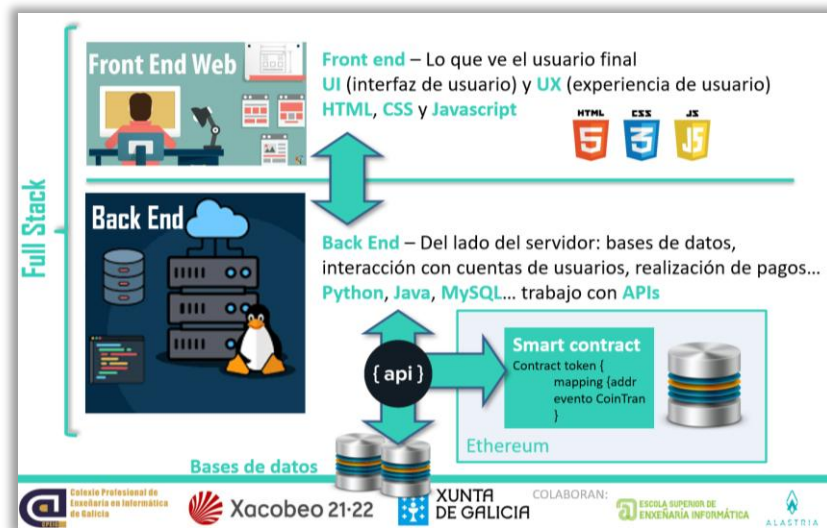 Full Stack
Front End Web
Front end – Lo que ve el usuario final
UI (interfaz de usuario) y UX (experiencia de usuario)
HTML, CSS y Javascript
HTML
5
CSS
3
JS
JS
Back End
Back End – Del lado del servidor: bases de datos,
interacción con cuentas de usuarios, realización de pagos…
Python, Java, MySQL… trabajo con APIs
{ api }
Smart contract
Contract token {
mapping {addr
evento CoinTran
}
Ethereum
Bases de datos
CPEIG
Colexio Profesional de
Enxeñaría en Informática
de Galicia
Xacobeo 21·22
XUNTA
DE GALICIA
COLABORAN:
ESCOLA SUPERIOR DE
ENXEÑARÍA INFORMÁTICA
ALASTRIA